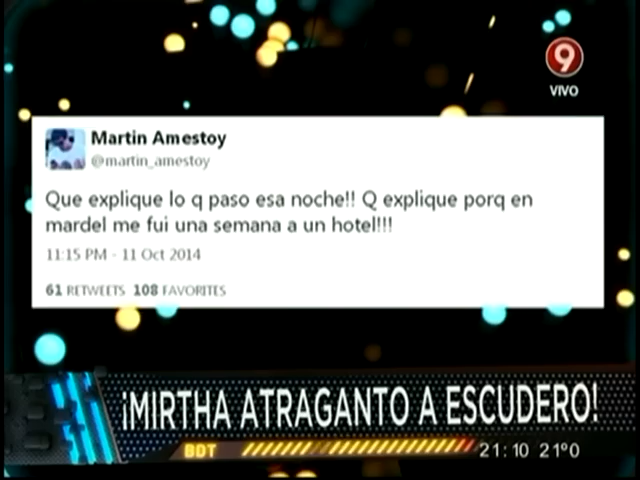 9
VIVO
Martin Amestoy
@martin_amestoy
Que explique lo q paso esa noche!! Q explique porq en
mardel me fui una semana a un hotel!!!
11:15 PM - 11 Oct 2014
61 RETWEETS 108 FAVORITES
¡MIRTHA ATRAGANTO A ESCUDERO!
BDT
21:10 21º0